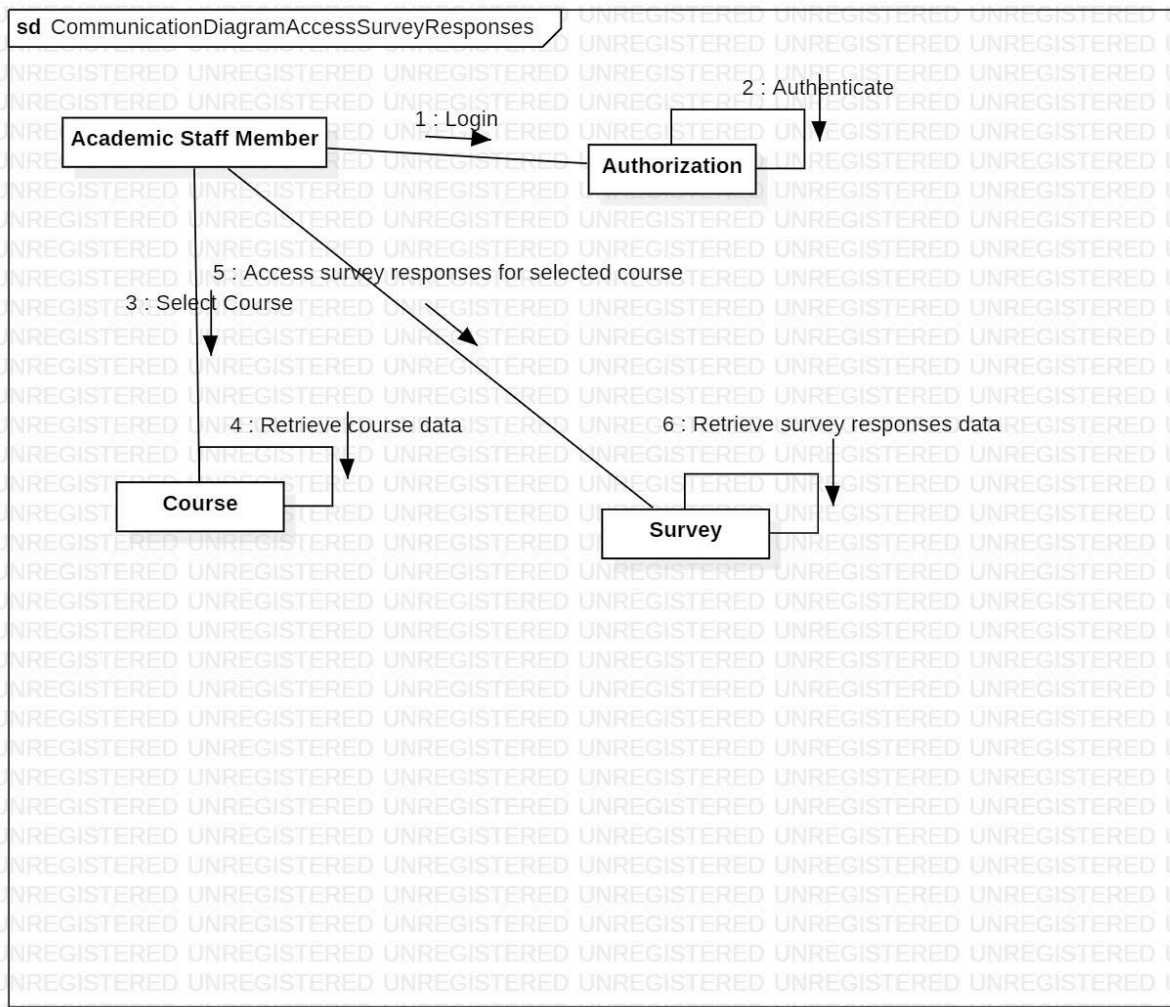 sd CommunicationDiagramAccessSurveyResponses
2 : Authenticate
1 : Login
Academic Staff Member
Authorization
5 : Access survey responses for selected course
3 : Select Course
4 : Retrieve course data
6 : Retrieve survey responses data
Course
Survey
UNREGISTERED